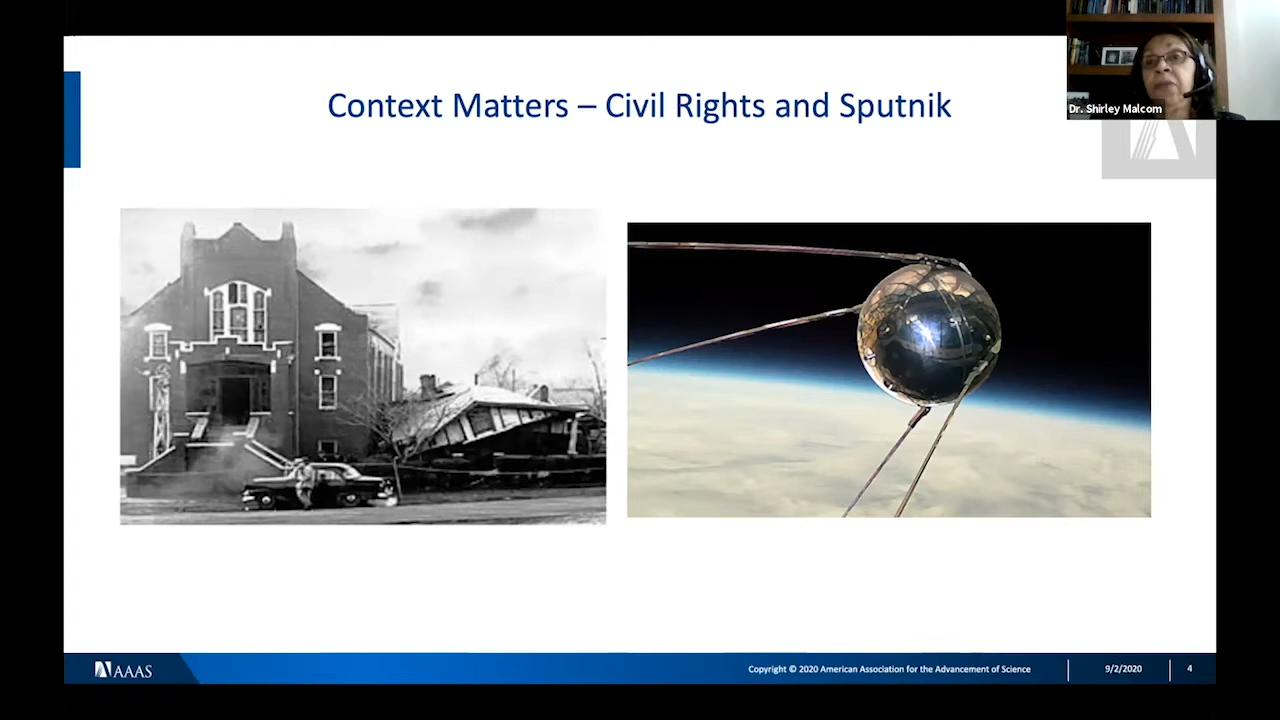 Context Matters – Civil Rights and Sputnik
Dr. Shirley Malcom
AAAS
Copyright © 2020 American Association for the Advancement of Science
9/2/2020
4